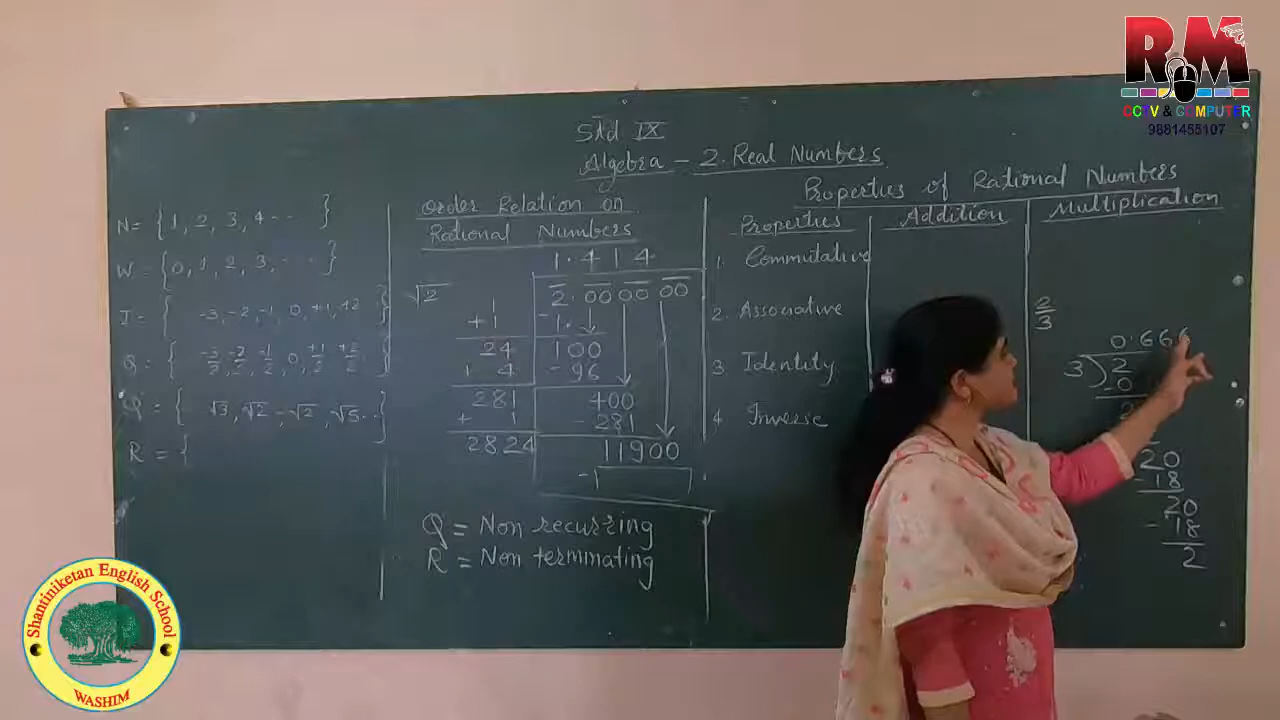 RM
CCTV & COMPUTER
9881455107
Std IX
Algebra - 2. Real Numbers
N = { 1, 2, 3, 4 -- }
W = { 0, 1, 2, 3, ---- }
I = { -3, -2, -1, 0, +1, +2 }
Q = { -3/2, -2/2, -1/2, 0, +1/2, +2/2, -- }
Q' = { √3, √2 - √2, √5.. }
R = {
Order Relation on
Rational Numbers
1.414
√2
2.00 00 00
1
+1
- 1.
24
100
1 4
- 96
281
400
+ 1
- 281
2824
11900
-
Q = Non recurring
R = Non terminating
Properties of Rational Numbers
Properties Addition Multiplication
1. Commutative
2. Associative
3 Identity
4 Inverse
2/3
0.666
3)2
-0
2
20
- 18
20
- 18
2
Shantiniketan English School
WASHIM